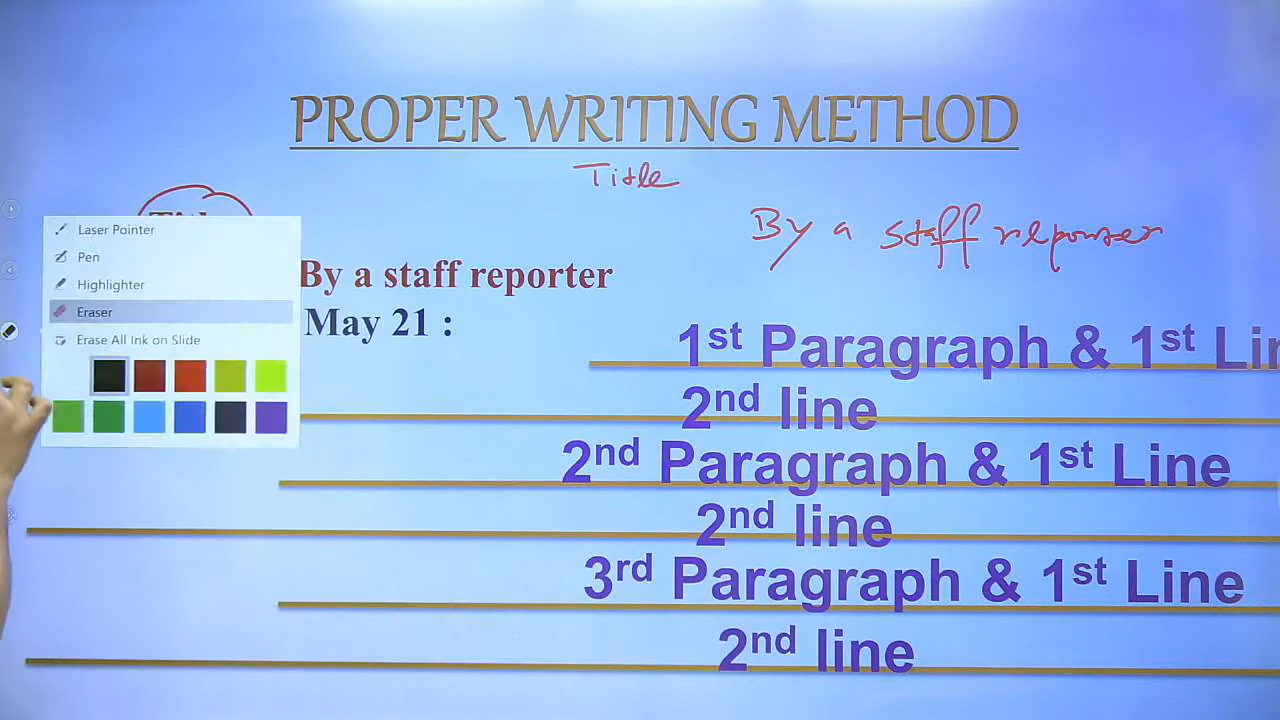 PROPER WRITING METHOD
Title
Title
By a staff reporter
By a staff reporter
May 21 :
Laser Pointer
Pen
Highlighter
Eraser
Erase All Ink on Slide
1st Paragraph & 1st Lin
2nd line
2nd Paragraph & 1st Line
2nd line
3rd Paragraph & 1st Line
2nd line